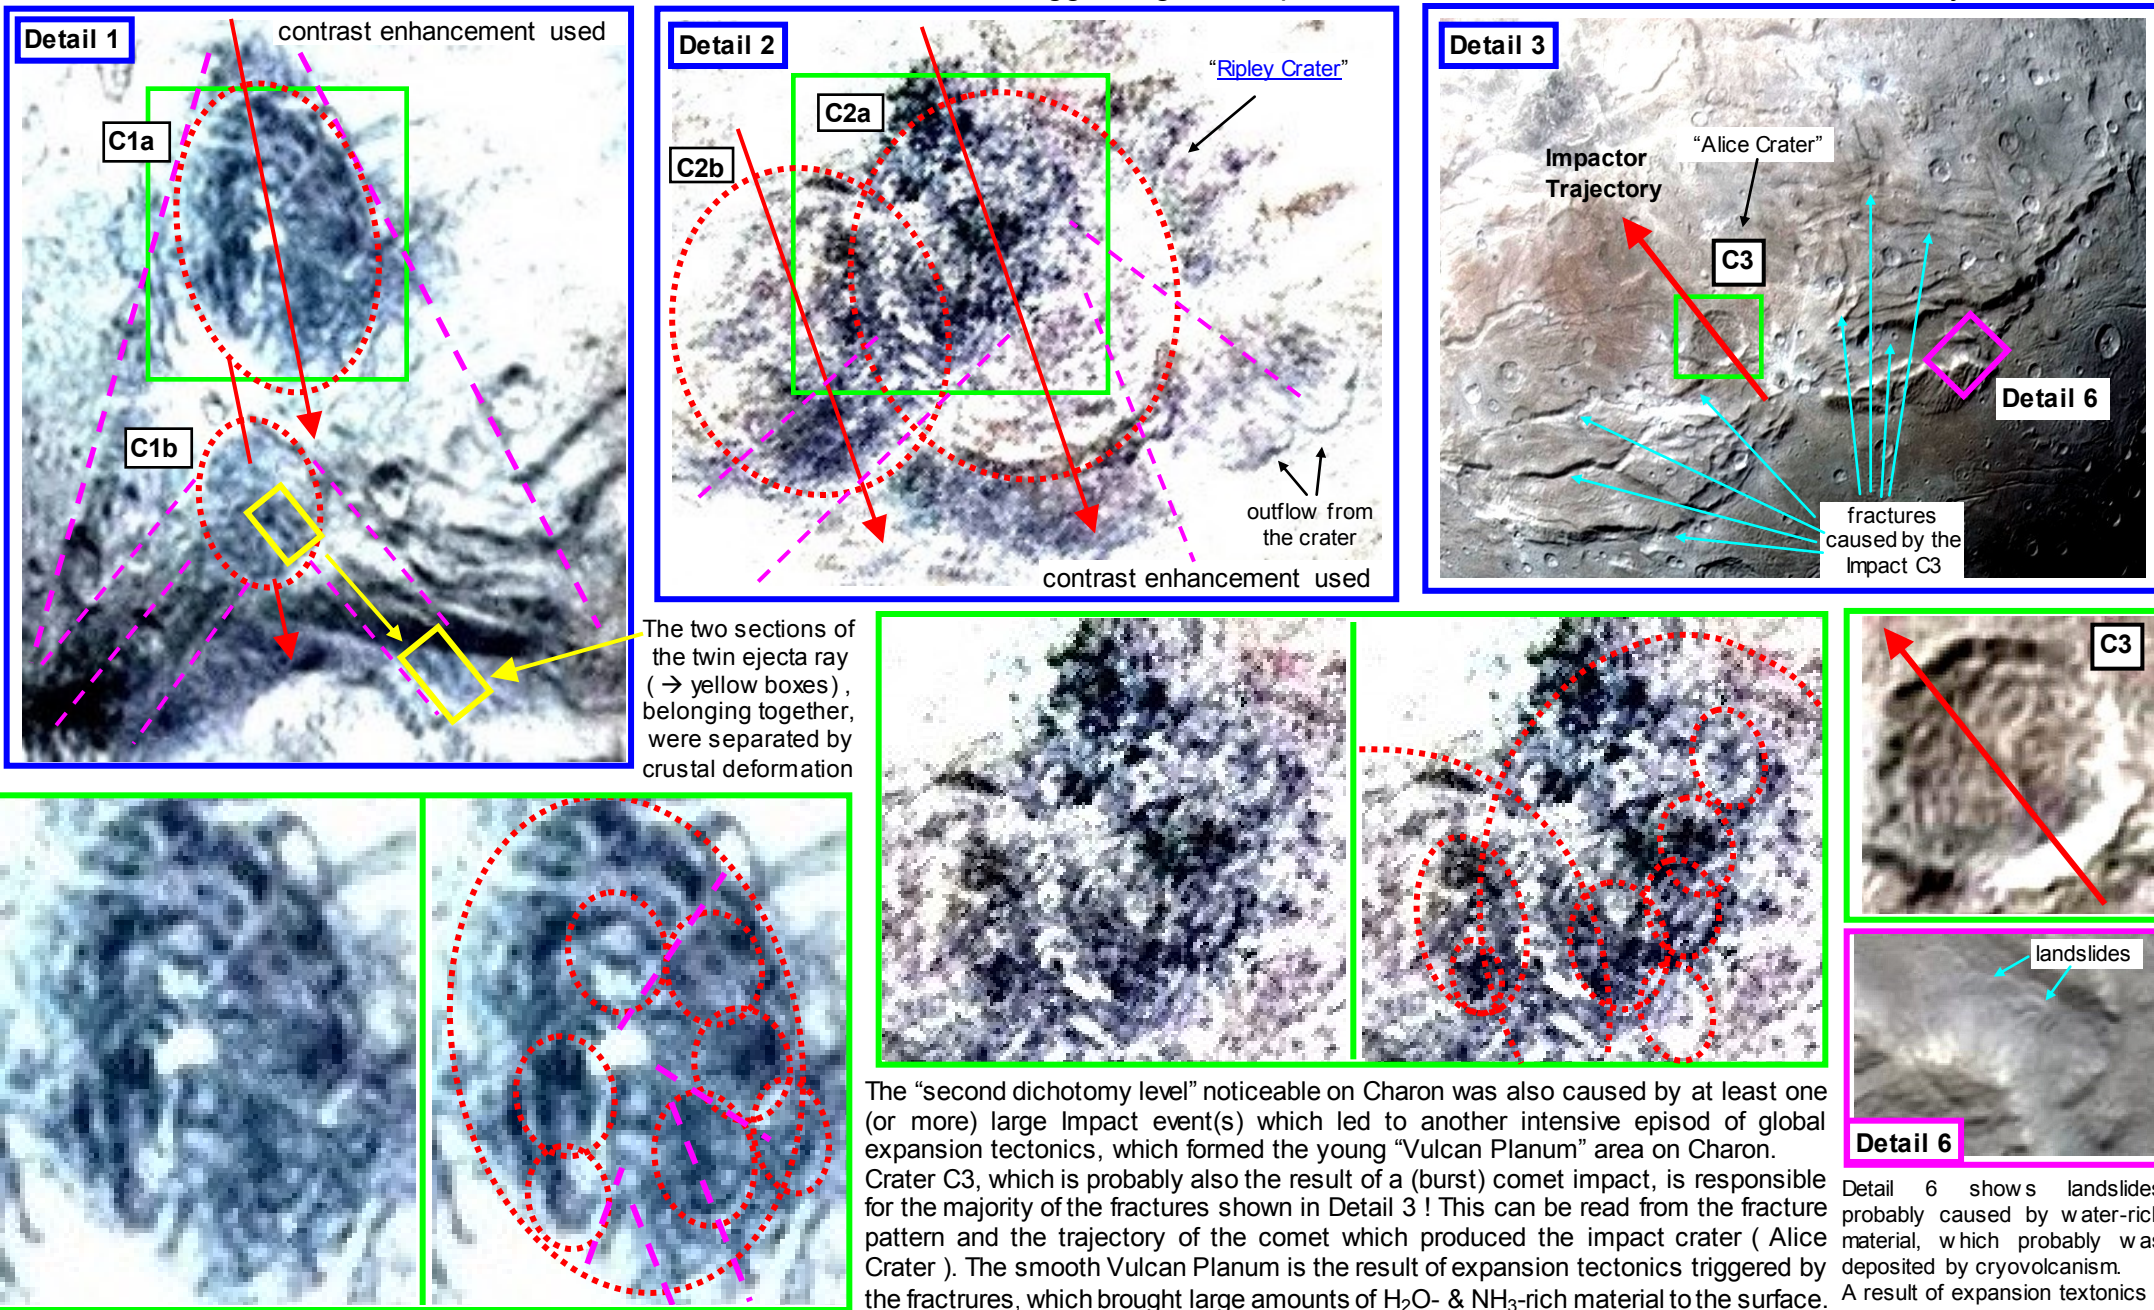 Detail 1
contrast enhancement used
C1a
C1b
Detail 2
"Ripley Crater"
C2a
C2b
outflow from
the crater
contrast enhancement used
Detail 3
"Alice Crater"
Impactor
Trajectory
C3
Detail 6
fractures
caused by the
Impact C3
The two sections of
the twin ejecta ray
( → yellow boxes) ,
belonging together,
were separated by
crustal deformation
C3
landslides
Detail 6
The “second dichotomy level” noticeable on Charon was also caused by at least one
(or more) large Impact event(s) which led to another intensive episod of global
expansion tectonics, which formed the young “Vulcan Planum” area on Charon.
Crater C3, which is probably also the result of a (burst) comet impact, is responsible
for the majority of the fractures shown in Detail 3 ! This can be read from the fracture
pattern and the trajectory of the comet which produced the impact crater ( Alice
Crater ). The smooth Vulcan Planum is the result of expansion tectonics triggered by
the fractrures, which brought large amounts of H₂O- & NH₃-rich material to the surface.
Detail 6 shows landslides
probably caused by water-rich
material, which probably was
deposited by cryovolcanism.
A result of expansion textonics